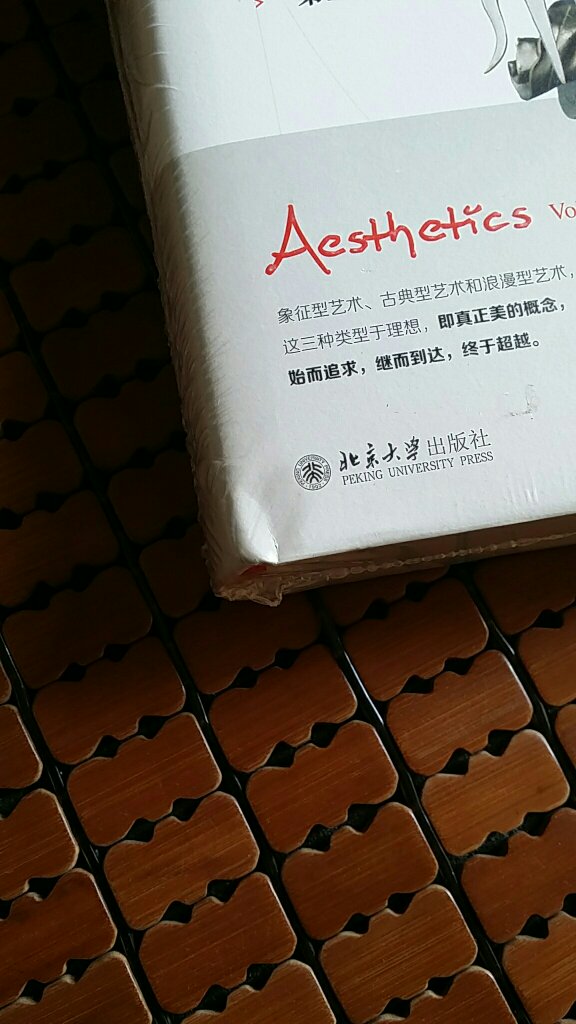 Aesthetics Vo
象征型艺术、古典型艺术和浪漫型艺术，
这三种类型于理想，即真正美的概念，
始而追求，继而到达，终于超越。
北京大学出版社
PEKING UNIVERSITY PRESS